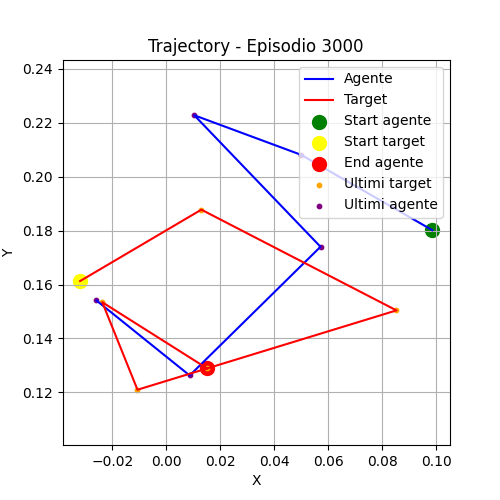 Trajectory - Episodio 3000
Agente
Target
Start agente
Start target
End agente
Ultimi target
Ultimi agente
0.24
0.22
0.20
0.18
0.16
0.14
0.12
Y
−0.02 0.00 0.02 0.04 0.06 0.08 0.10
X